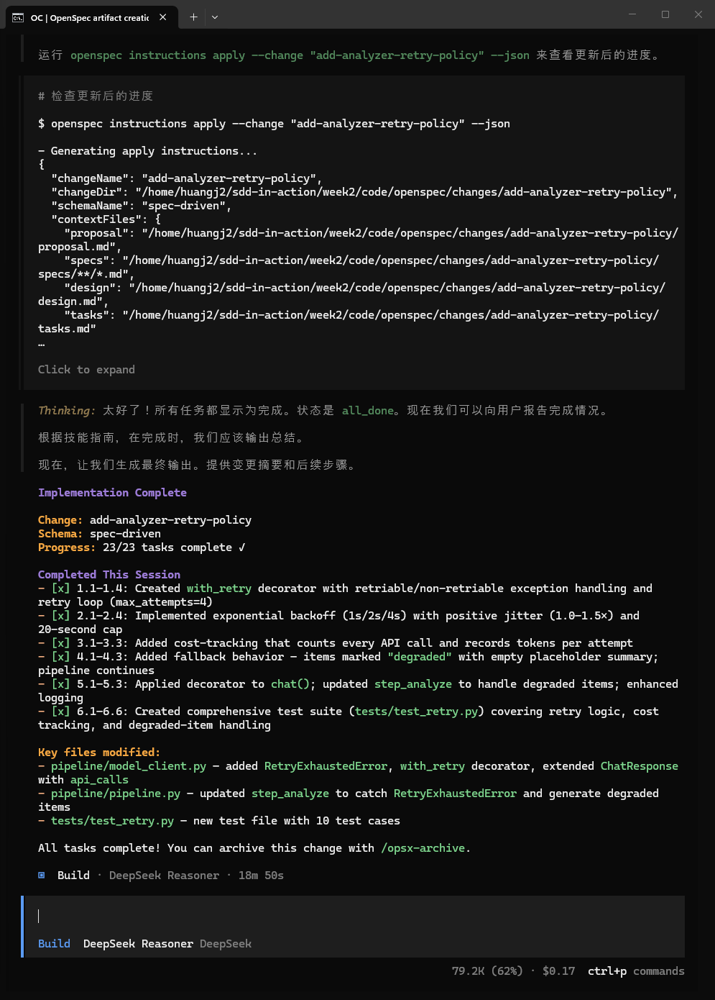 OC | OpenSpec artifact creatic
运行 openspec instructions apply --change "add-analyzer-retry-policy" --json 来查看更新后的进度。
# 检查更新后的进度
$ openspec instructions apply --change "add-analyzer-retry-policy" --json
- Generating apply instructions...
{
"changeName": "add-analyzer-retry-policy",
"changeDir": "/home/huangj2/sdd-in-action/week2/code/openspec/changes/add-analyzer-retry-policy",
"schemaName": "spec-driven",
"contextFiles": {
"proposal": "/home/huangj2/sdd-in-action/week2/code/openspec/changes/add-analyzer-retry-policy/
proposal.md",
"specs": "/home/huangj2/sdd-in-action/week2/code/openspec/changes/add-analyzer-retry-policy/
specs/**/*.md",
"design": "/home/huangj2/sdd-in-action/week2/code/openspec/changes/add-analyzer-retry-policy/
design.md",
"tasks": "/home/huangj2/sdd-in-action/week2/code/openspec/changes/add-analyzer-retry-policy/
tasks.md"
…
Click to expand
Thinking: 太好了！所有任务都显示为完成。状态是 all_done。现在我们可以向用户报告完成情况。
根据技能指南，在完成时，我们应该输出总结。
现在，让我们生成最终输出。提供变更摘要和后续步骤。
Implementation Complete
Change: add-analyzer-retry-policy
Schema: spec-driven
Progress: 23/23 tasks complete ✓
Completed This Session
- [x] 1.1-1.4: Created with_retry decorator with retriable/non-retriable exception handling and
retry loop (max_attempts=4)
- [x] 2.1-2.4: Implemented exponential backoff (1s/2s/4s) with positive jitter (1.0-1.5×) and
20-second cap
- [x] 3.1-3.3: Added cost-tracking that counts every API call and records tokens per attempt
- [x] 4.1-4.3: Added fallback behavior - items marked "degraded" with empty placeholder summary;
pipeline continues
- [x] 5.1-5.3: Applied decorator to chat(); updated step_analyze to handle degraded items; enhanced
logging
- [x] 6.1-6.6: Created comprehensive test suite (tests/test_retry.py) covering retry logic, cost
tracking, and degraded-item handling
Key files modified:
- pipeline/model_client.py - added RetryExhaustedError, with_retry decorator, extended ChatResponse
with api_calls
- pipeline/pipeline.py - updated step_analyze to catch RetryExhaustedError and generate degraded
items
- tests/test_retry.py - new test file with 10 test cases
All tasks complete! You can archive this change with /opsx-archive.
Build · DeepSeek Reasoner · 18m 50s
Build DeepSeek Reasoner DeepSeek
79.2K (62%) · $0.17 ctrl+p commands